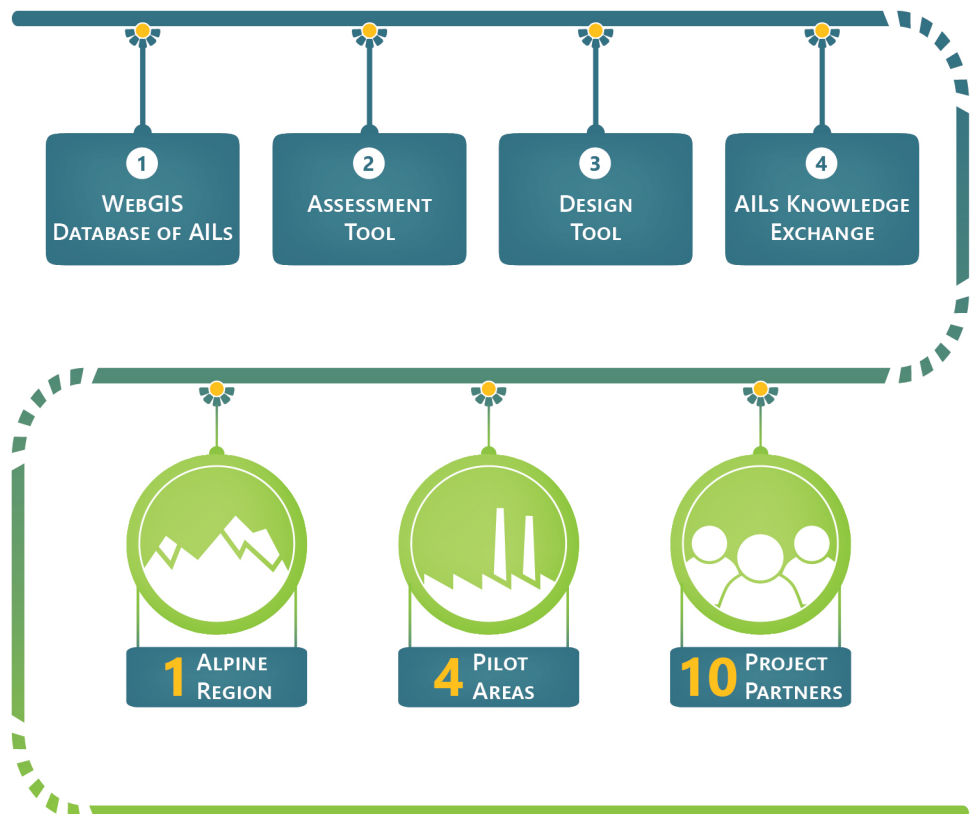 1
WebGIS
Database of AILs
2
Assessment
Tool
3
Design
Tool
4
AILs Knowledge
Exchange
1 Alpine
Region
4 Pilot
Areas
10 Project
Partners